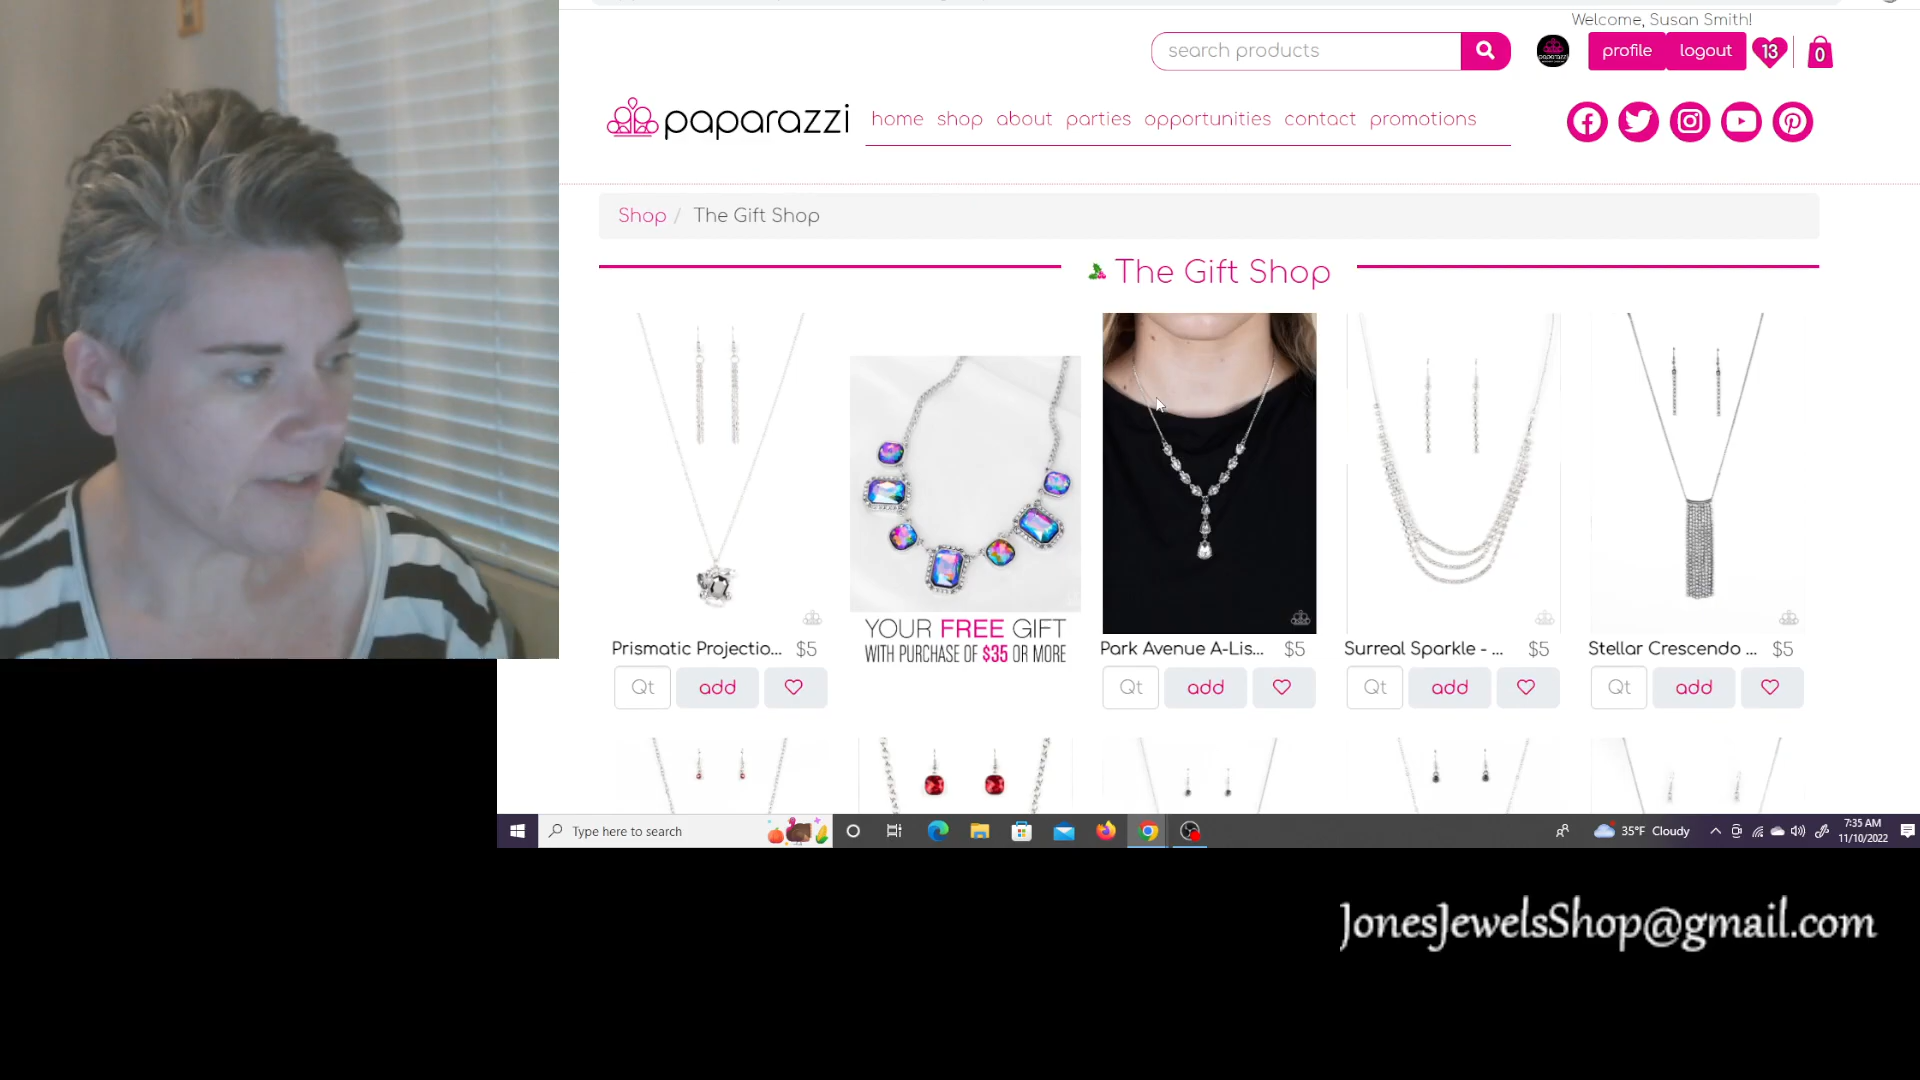 Welcome, Susan Smith!
search products
profile
logout
13
0
paparazzi
home shop about parties opportunities contact promotions
Shop / The Gift Shop
The Gift Shop
YOUR FREE GIFT
WITH PURCHASE OF $35 OR MORE
Prismatic Projectio... $5
Park Avenue A-Lis... $5
Surreal Sparkle - ... $5
Stellar Crescendo ... $5
Qt add
Qt add
Qt add
Qt add
Type here to search
35°F Cloudy
7:35 AM
11/10/2022
JonesJewelsShop@gmail.com